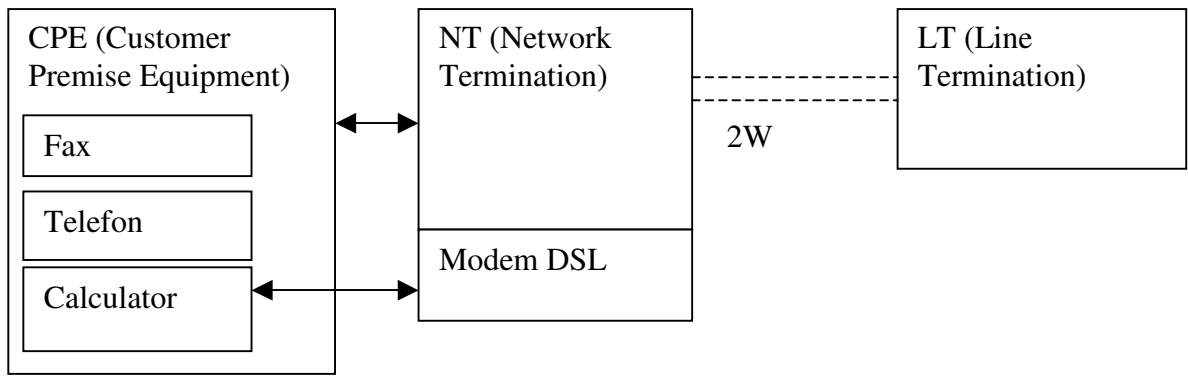 CPE (Customer
Premise Equipment)
Fax
Telefon
Calculator
NT (Network
Termination)
Modem DSL
2W
LT (Line
Termination)